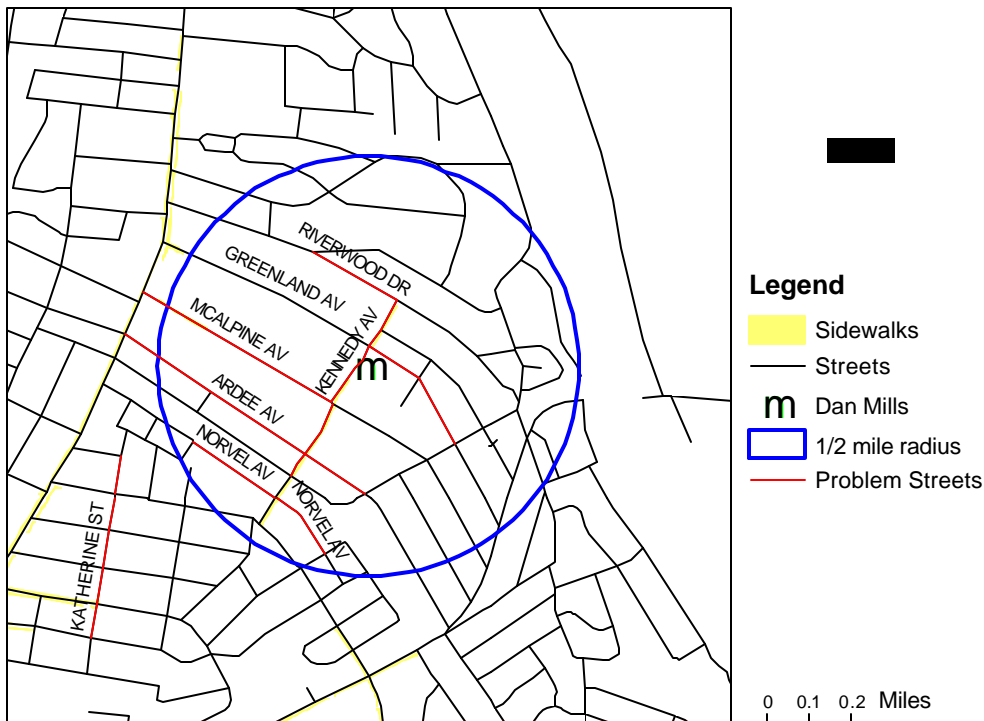 RIVERWOOD DR
GREENLAND AV
MCALPINE AV
KENNEDY AV
m
ARDEE AV
NORVEL AV
NORVEL AV
KATHERINE ST
Legend
Sidewalks
Streets
m Dan Mills
1/2 mile radius
Problem Streets
0 0.1 0.2 Miles